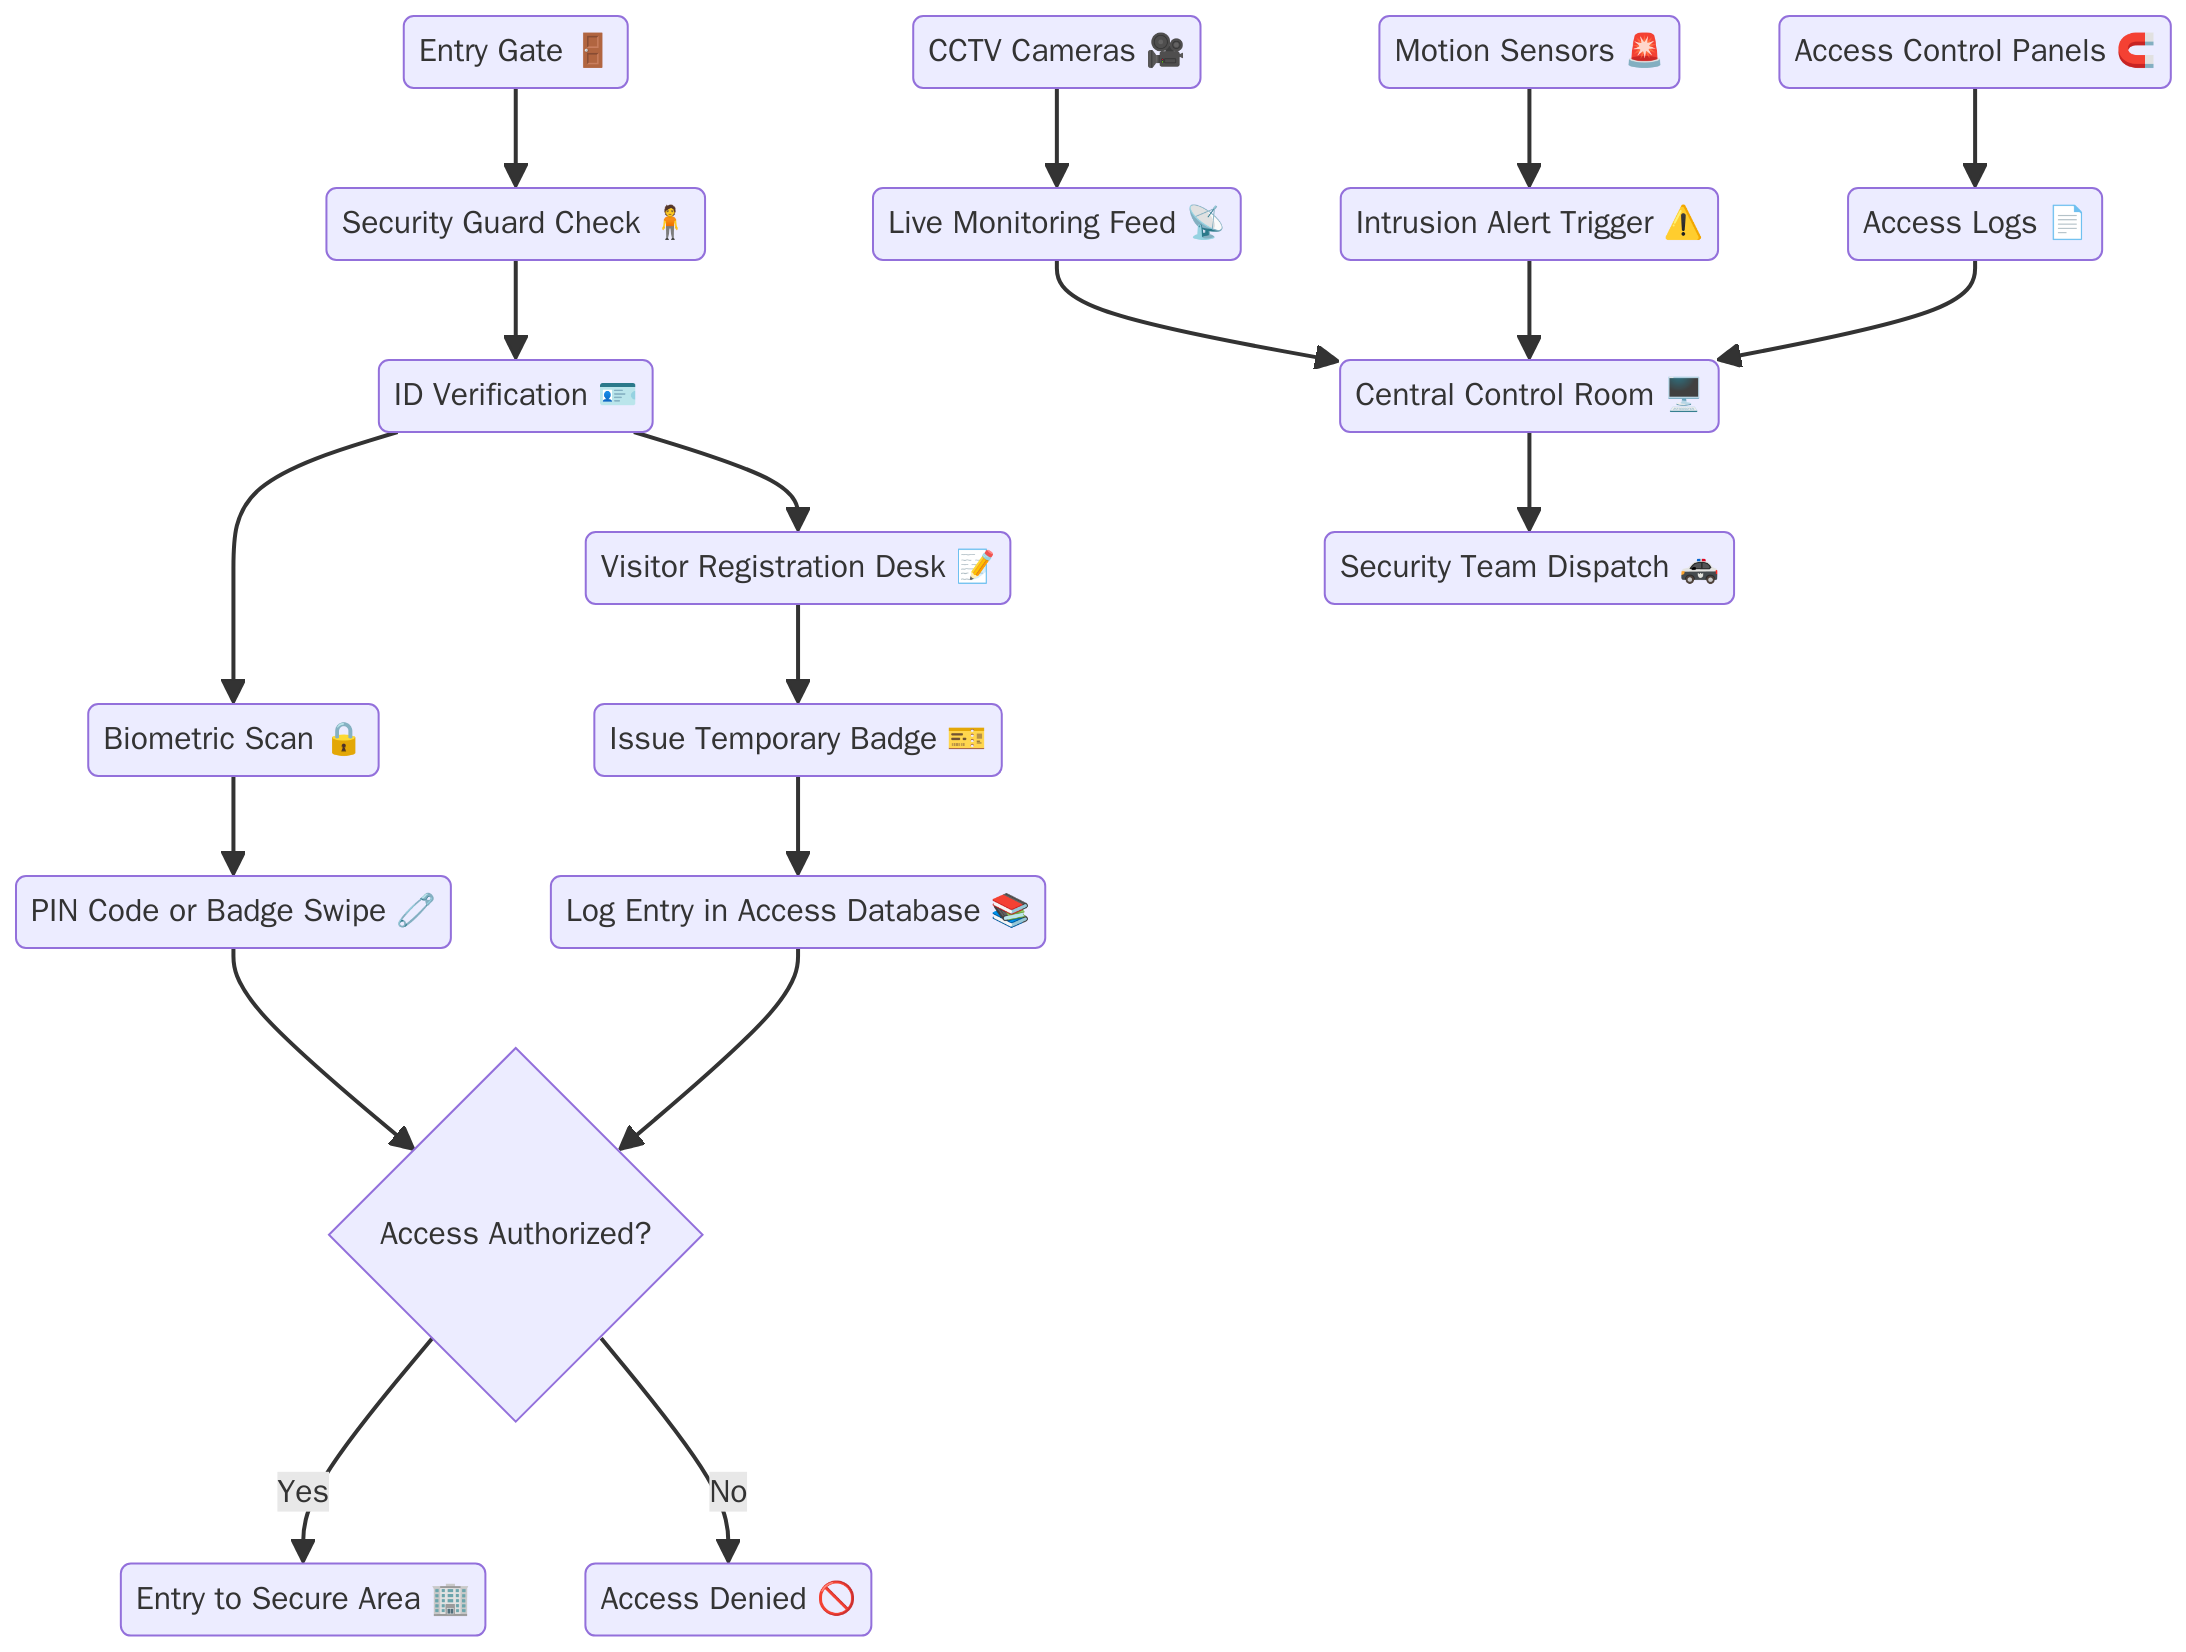 Entry Gate 🚪
CCTV Cameras 🎥
Motion Sensors 🚨
Access Control Panels 🧲
Security Guard Check 🧍
Live Monitoring Feed 📡
Intrusion Alert Trigger ⚠️
Access Logs 📄
ID Verification 🪪
Central Control Room 🖥️
Visitor Registration Desk 📝
Security Team Dispatch 🚓
Biometric Scan 🔒
Issue Temporary Badge 🎫
PIN Code or Badge Swipe 🧷
Log Entry in Access Database 📚
Access Authorized?
Yes
No
Entry to Secure Area 🏢
Access Denied 🚫